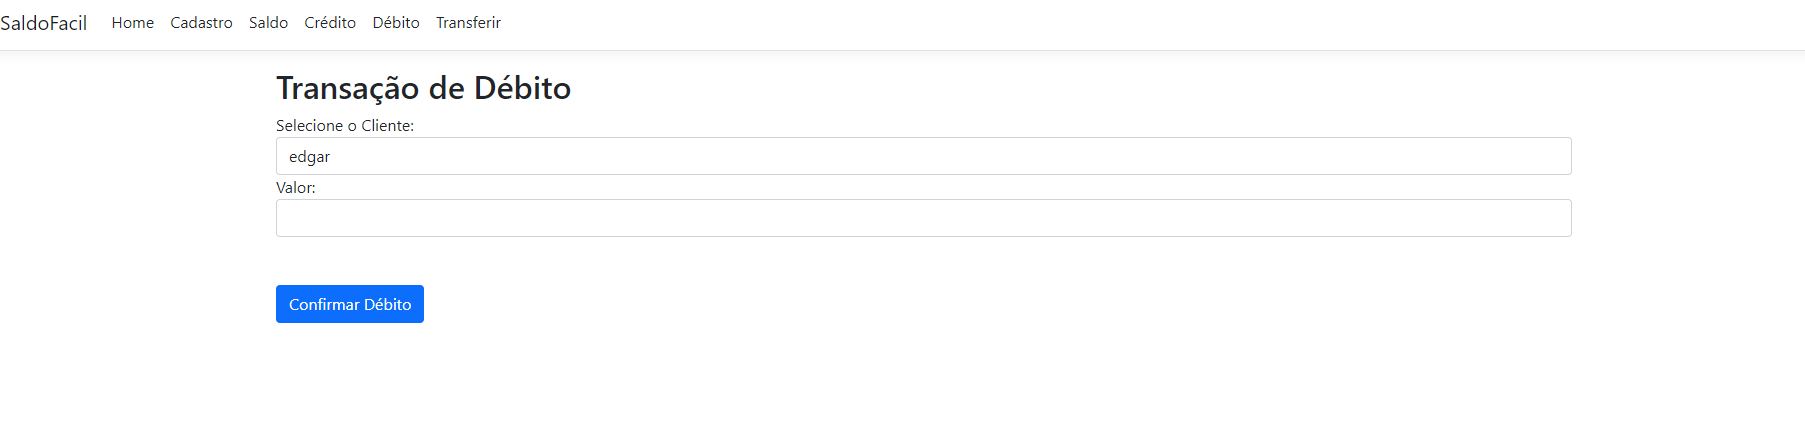 SaldoFacil Home Cadastro Saldo Crédito Débito Transferir
Transação de Débito
Selecione o Cliente:
edgar
Valor:
Confirmar Débito